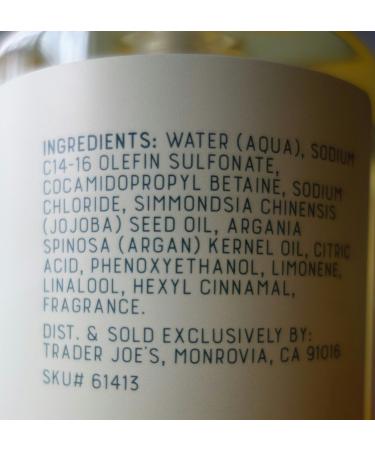 INGREDIENTS: WATER (AQUA), SODIUM
C14-16 OLEFIN SULFONATE,
COCAMIDOPROPYL BETAINE, SODIUM
CHLORIDE, SIMMONDSIA CHINENSIS
(JOJOBA) SEED OIL, ARGANIA
SPINOSA (ARGAN) KERNEL OIL, CITRIC
ACID, PHENOXYETHANOL, LIMONENE,
LINALOOL, HEXYL CINNAMAL,
FRAGRANCE.
DIST. & SOLD EXCLUSIVELY BY:
TRADER JOE'S, MONROVIA, CA 91016
SKU# 61413